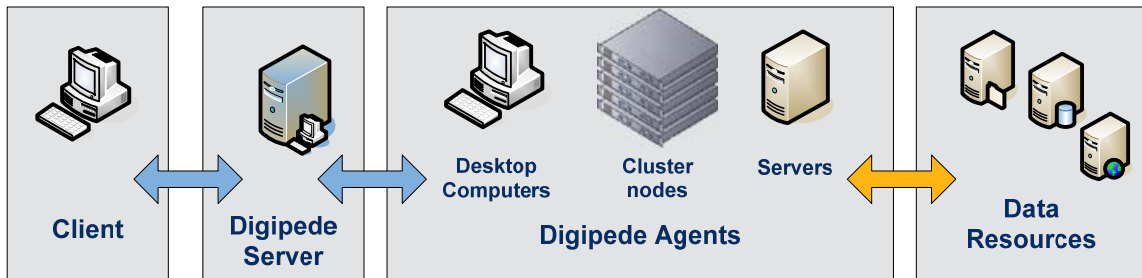 Desktop
Computers
Cluster
nodes
Servers
Client
Digipede
Server
Digipede Agents
Data
Resources